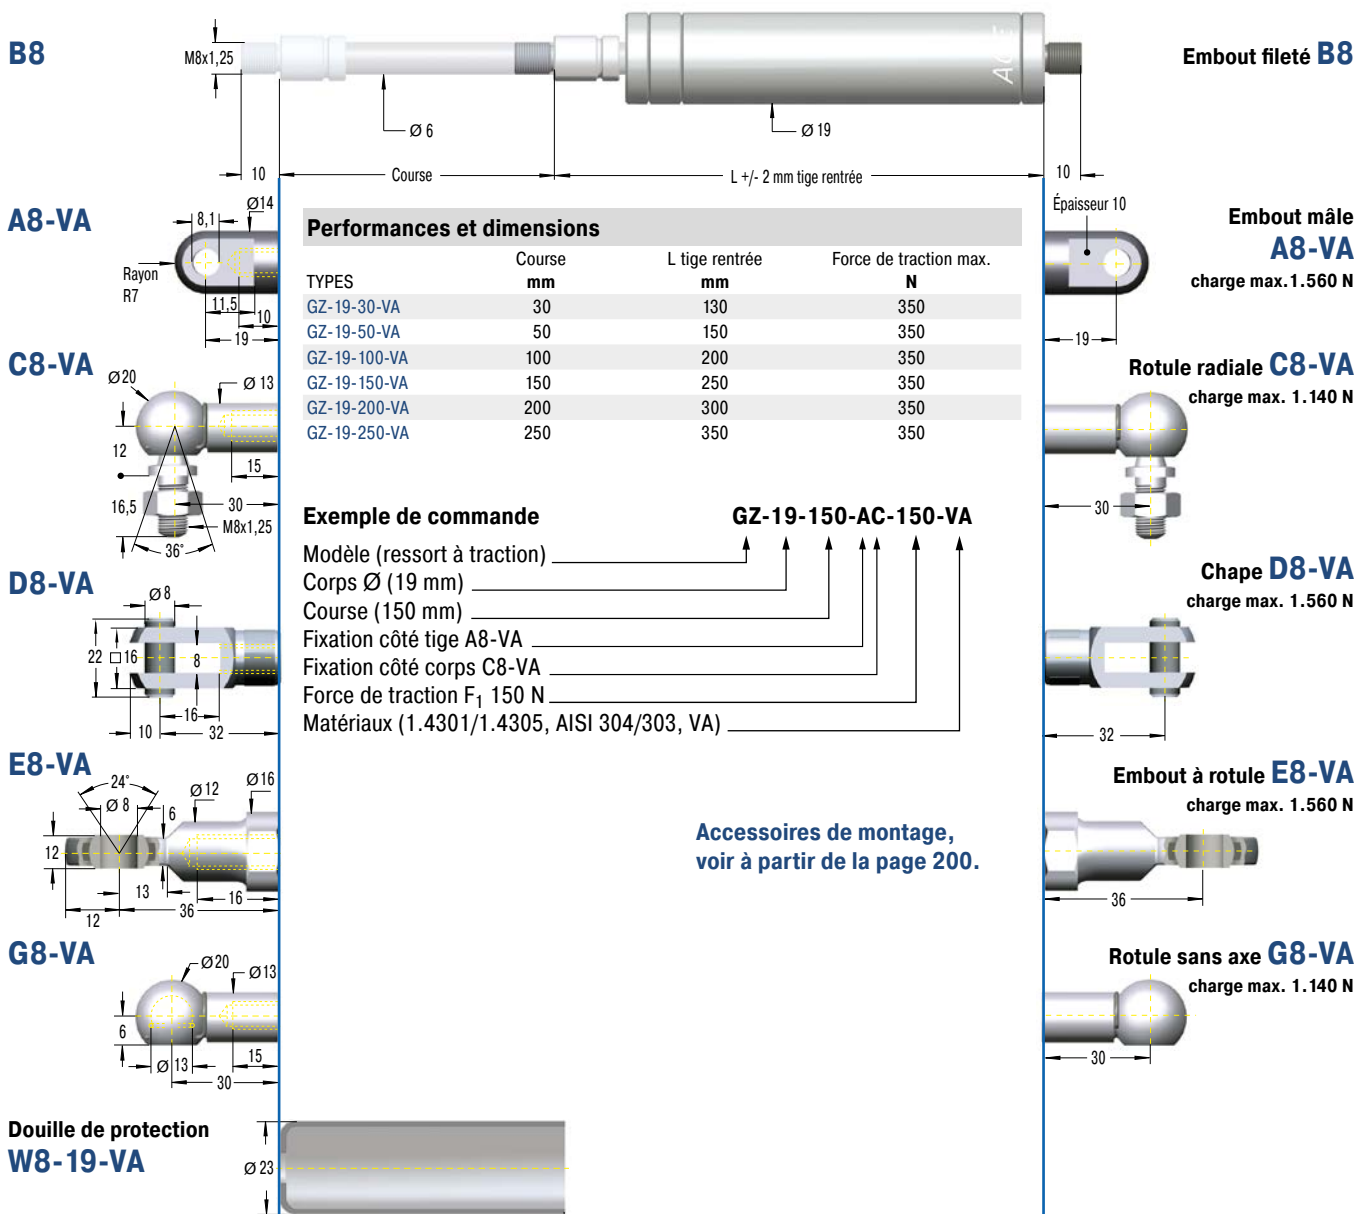 B8
M8x1,25
ACE
Embout fileté B8
Ø 6
Ø 19
10
Course
L +/- 2 mm tige rentrée
10
A8-VA
8,1
Ø14
Rayon
R7
11,5
10
19
Performances et dimensions
Course
L tige rentrée
Force de traction max.
TYPES
mm
mm
N
GZ-19-30-VA 30 130 350
GZ-19-50-VA 50 150 350
GZ-19-100-VA 100 200 350
GZ-19-150-VA 150 250 350
GZ-19-200-VA 200 300 350
GZ-19-250-VA 250 350 350
Épaisseur 10
Embout mâle
A8-VA
charge max.1.560 N
19
C8-VA
Ø20
Ø 13
12
15
16,5
30
M8x1,25
36°
Rotule radiale C8-VA
charge max. 1.140 N
30
Exemple de commande GZ-19-150-AC-150-VA
Modèle (ressort à traction)
Corps Ø (19 mm)
Course (150 mm)
Fixation côté tige A8-VA
Fixation côté corps C8-VA
Force de traction F1 150 N
Matériaux (1.4301/1.4305, AISI 304/303, VA)
D8-VA
Ø 8
22
□ 16
8
16
10
32
Chape D8-VA
charge max. 1.560 N
32
E8-VA
24°
Ø 8
6
Ø12
Ø16
12
13
16
12
36
Embout à rotule E8-VA
charge max. 1.560 N
36
Accessoires de montage,
voir à partir de la page 200.
G8-VA
Ø20
Ø13
6
Ø 13
15
30
Rotule sans axe G8-VA
charge max. 1.140 N
30
Douille de protection
W8-19-VA
Ø 23